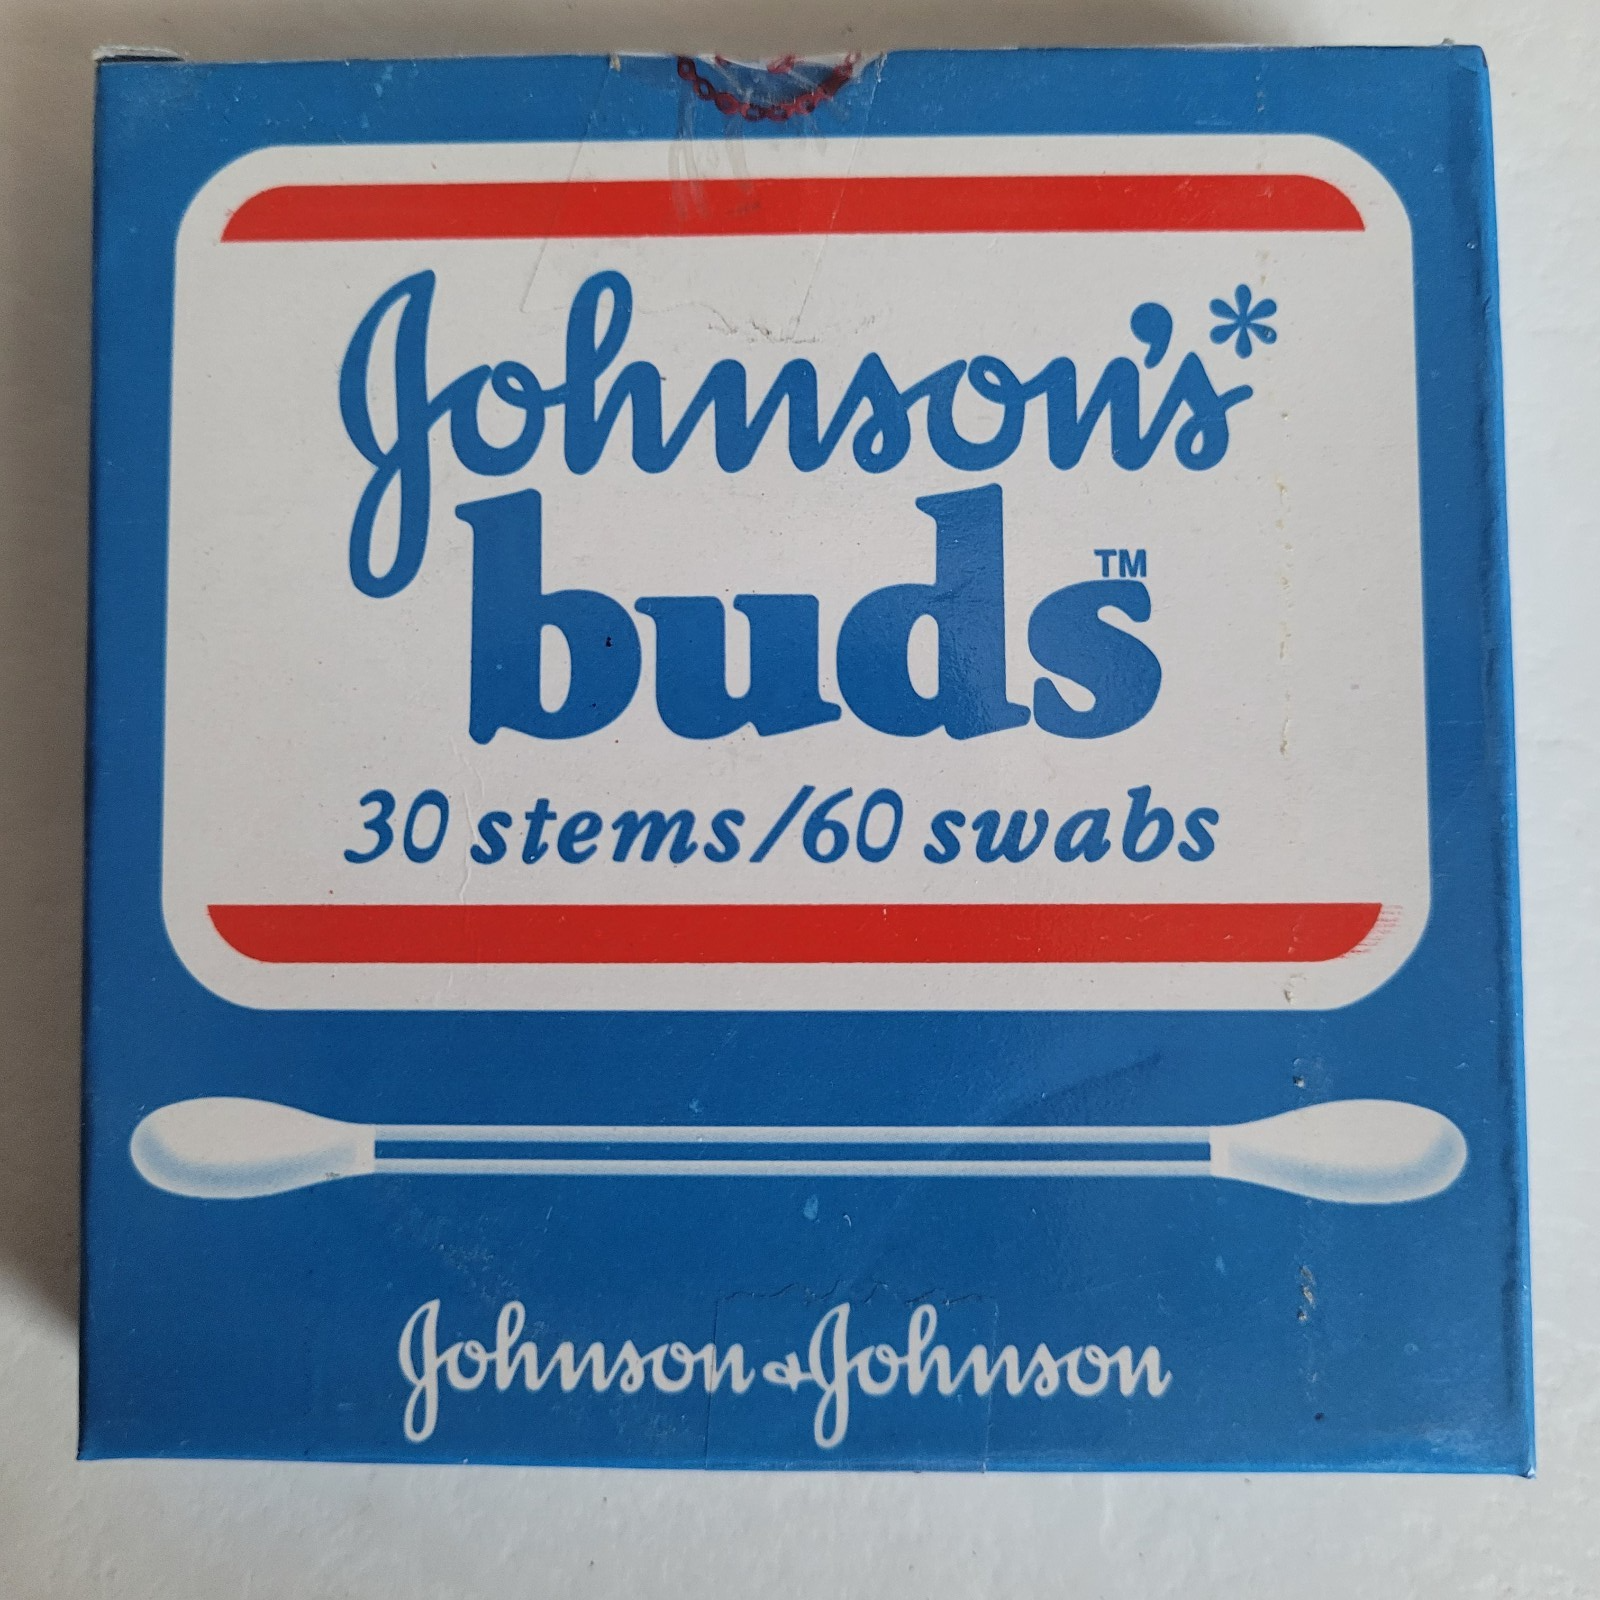 Johnson's*
buds™
30 stems/60 swabs
Johnson & Johnson